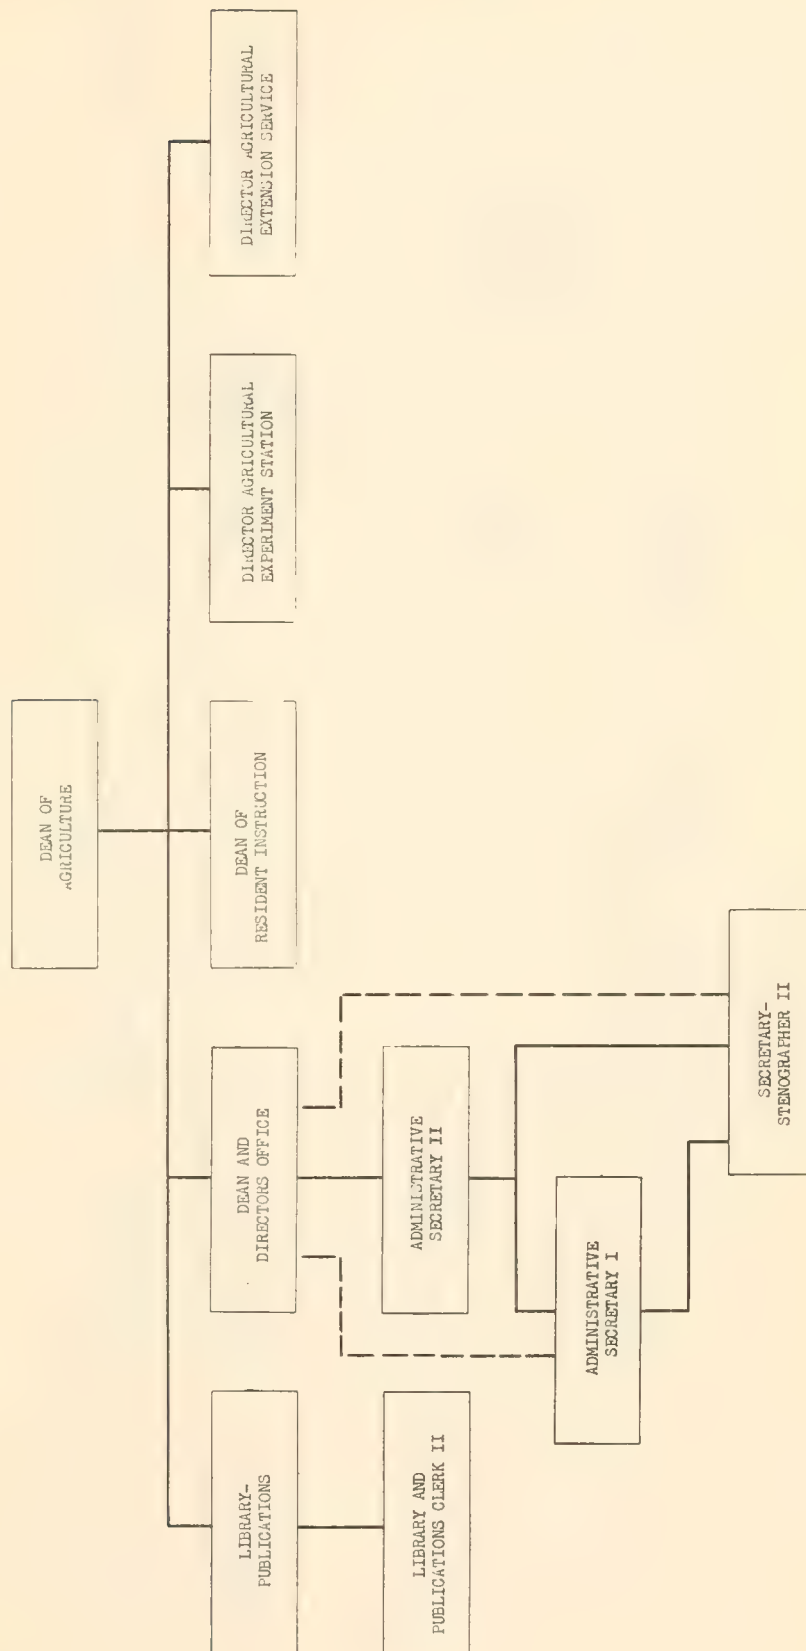 DEAN OF
AGRICULTURE
LIBRARY-
PUBLICATIONS
DEAN AND
DIRECTORS OFFICE
DEAN OF
RESIDENT INSTRUCTION
DIRECTOR AGRICULTURAL
EXPERIMENT STATION
DIRECTOR AGRICULTURAL
EXTENSION SERVICE
LIBRARY AND
PUBLICATIONS CLERK II
ADMINISTRATIVE
SECRETARY II
ADMINISTRATIVE
SECRETARY I
SECRETARY-
STENOGRAPHER II